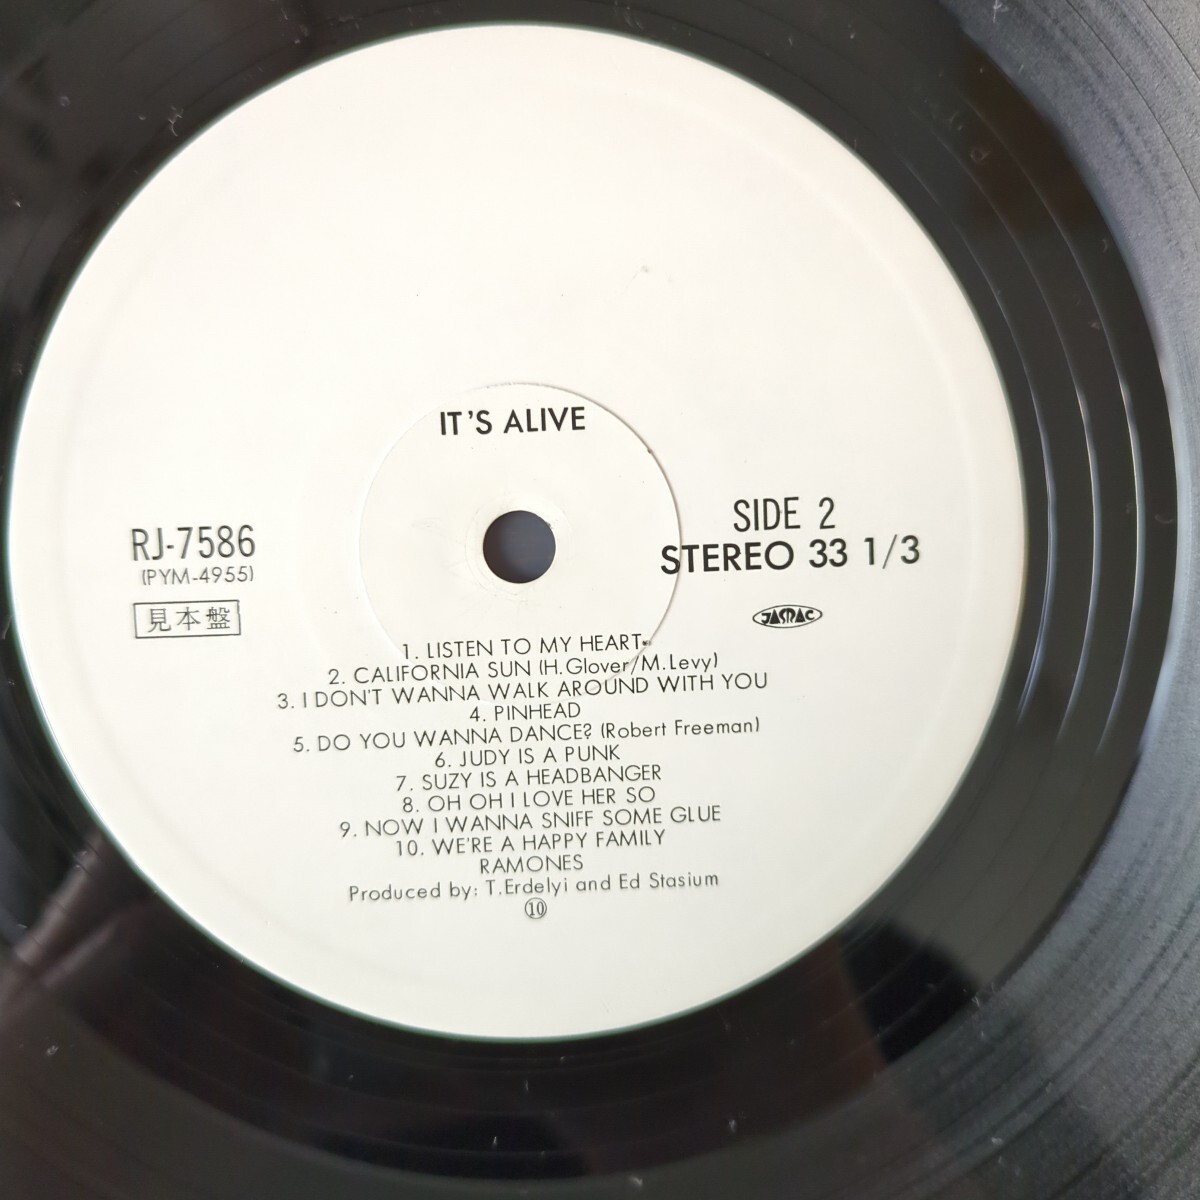 IT'S ALIVE
RJ-7586
(PYM-4955)
見本盤
SIDE 2
STEREO 33 1/3
JASRAC
1. LISTEN TO MY HEART
2. CALIFORNIA SUN (H.Glover/M.Levy)
3. I DON'T WANNA WALK AROUND WITH YOU
4. PINHEAD
5. DO YOU WANNA DANCE? (Robert Freeman)
6. JUDY IS A PUNK
7. SUZY IS A HEADBANGER
8. OH OH I LOVE HER SO
9. NOW I WANNA SNIFF SOME GLUE
10. WE'RE A HAPPY FAMILY
RAMONES
Produced by: T.Erdelyi and Ed Stasium
⑩